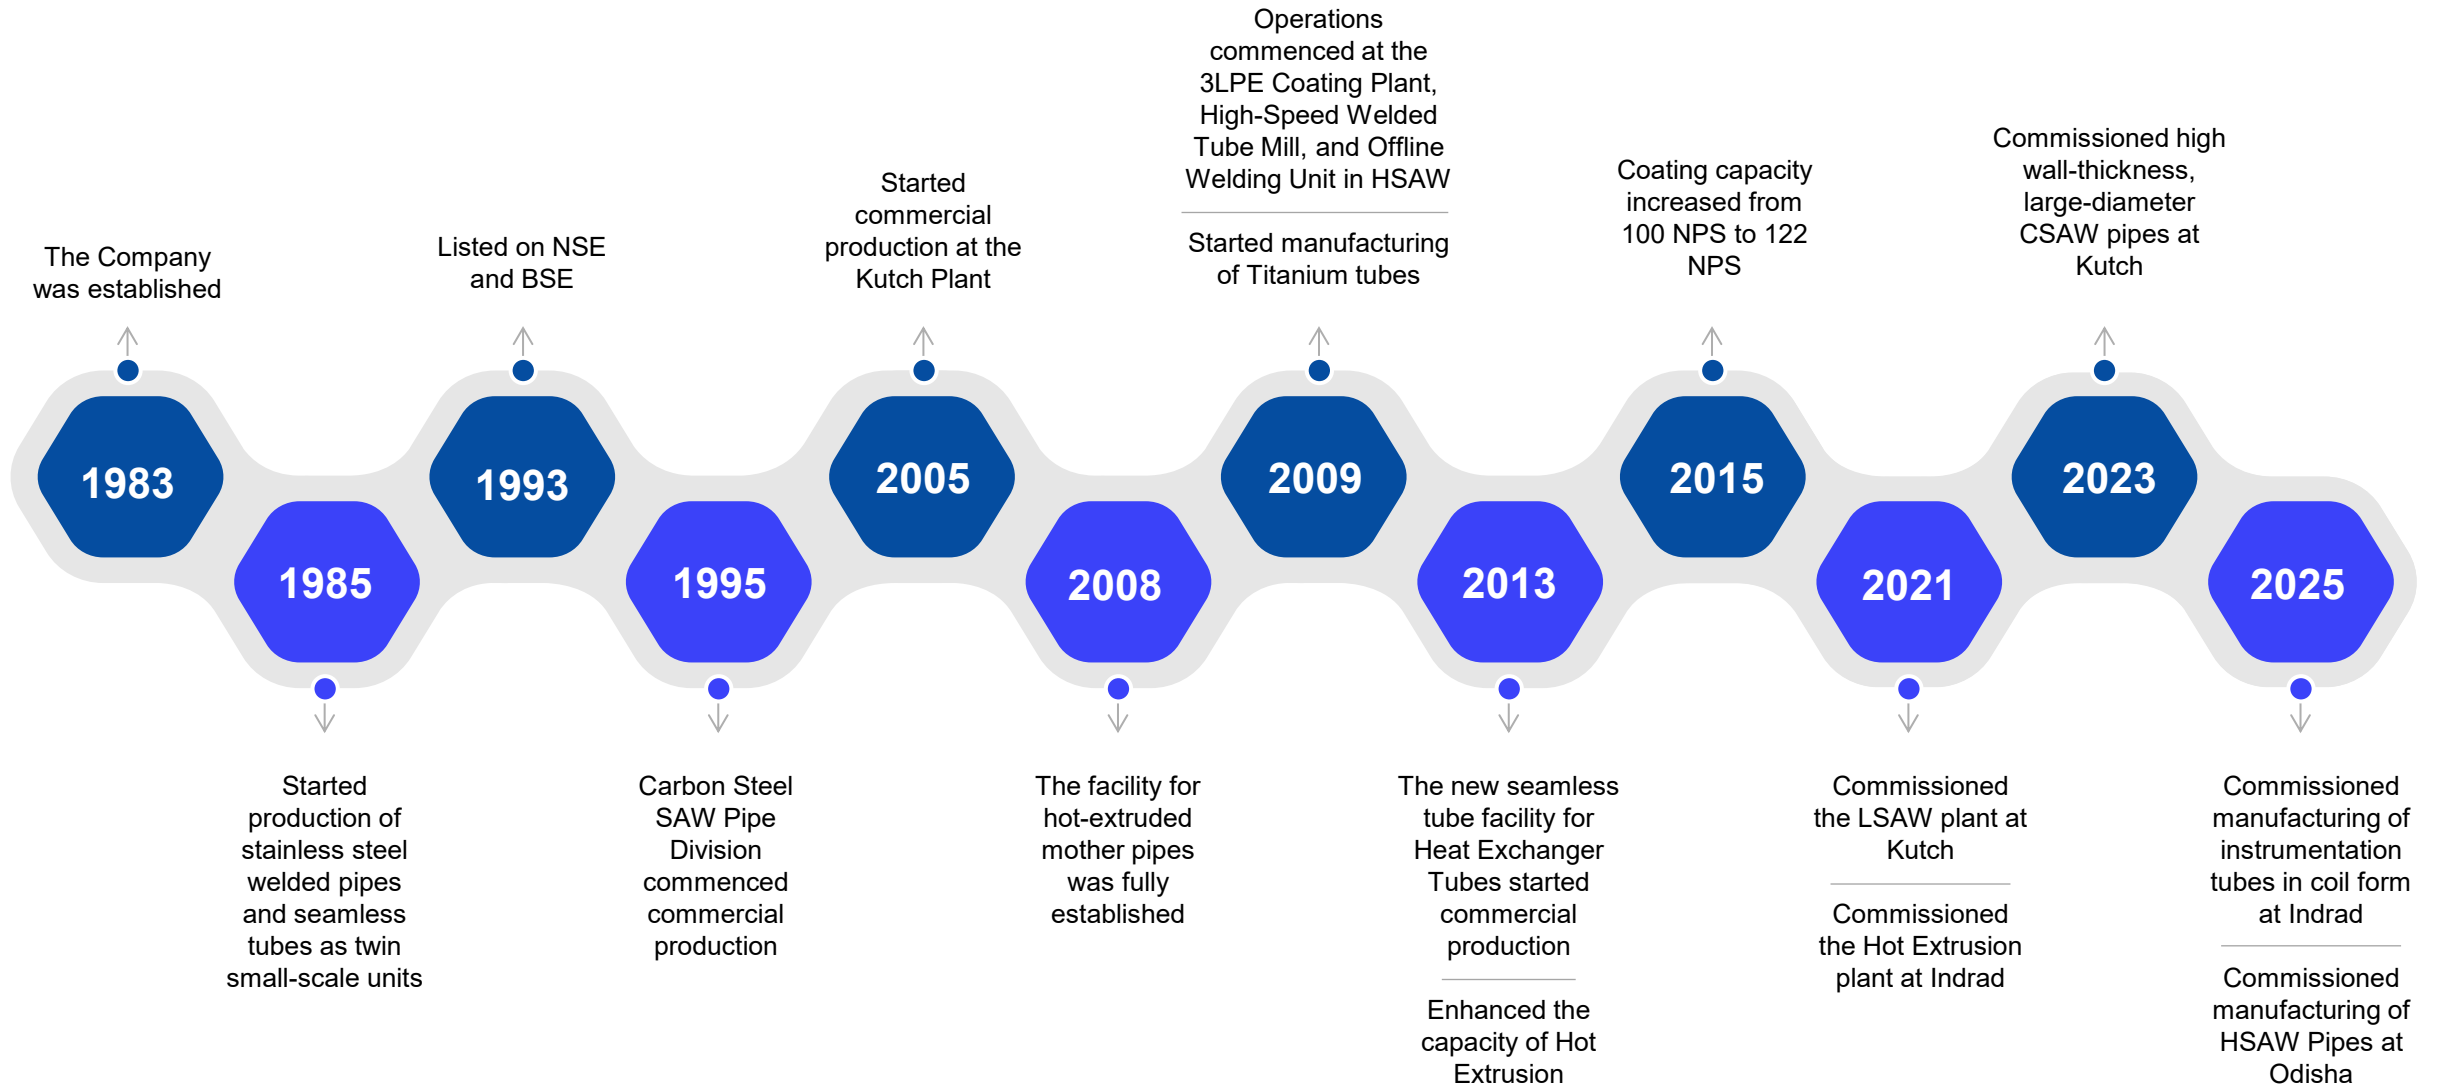 The Company
was established
1983
1985
Started
production of
stainless steel
welded pipes
and seamless
tubes as twin
small-scale units
Listed on NSE
and BSE
1993
1995
Carbon Steel
SAW Pipe
Division
commenced
commercial
production
Started
commercial
production at the
Kutch Plant
2005
2008
The facility for
hot-extruded
mother pipes
was fully
established
Operations
commenced at the
3LPE Coating Plant,
High-Speed Welded
Tube Mill, and Offline
Welding Unit in HSAW
Started manufacturing
of Titanium tubes
2009
2013
The new seamless
tube facility for
Heat Exchanger
Tubes started
commercial
production
Enhanced the
capacity of Hot
Extrusion
Coating capacity
increased from
100 NPS to 122
NPS
2015
2021
Commissioned
the LSAW plant at
Kutch
Commissioned
the Hot Extrusion
plant at Indrad
Commissioned high
wall-thickness,
large-diameter
CSAW pipes at
Kutch
2023
2025
Commissioned
manufacturing of
instrumentation
tubes in coil form
at Indrad
Commissioned
manufacturing of
HSAW Pipes at
Odisha